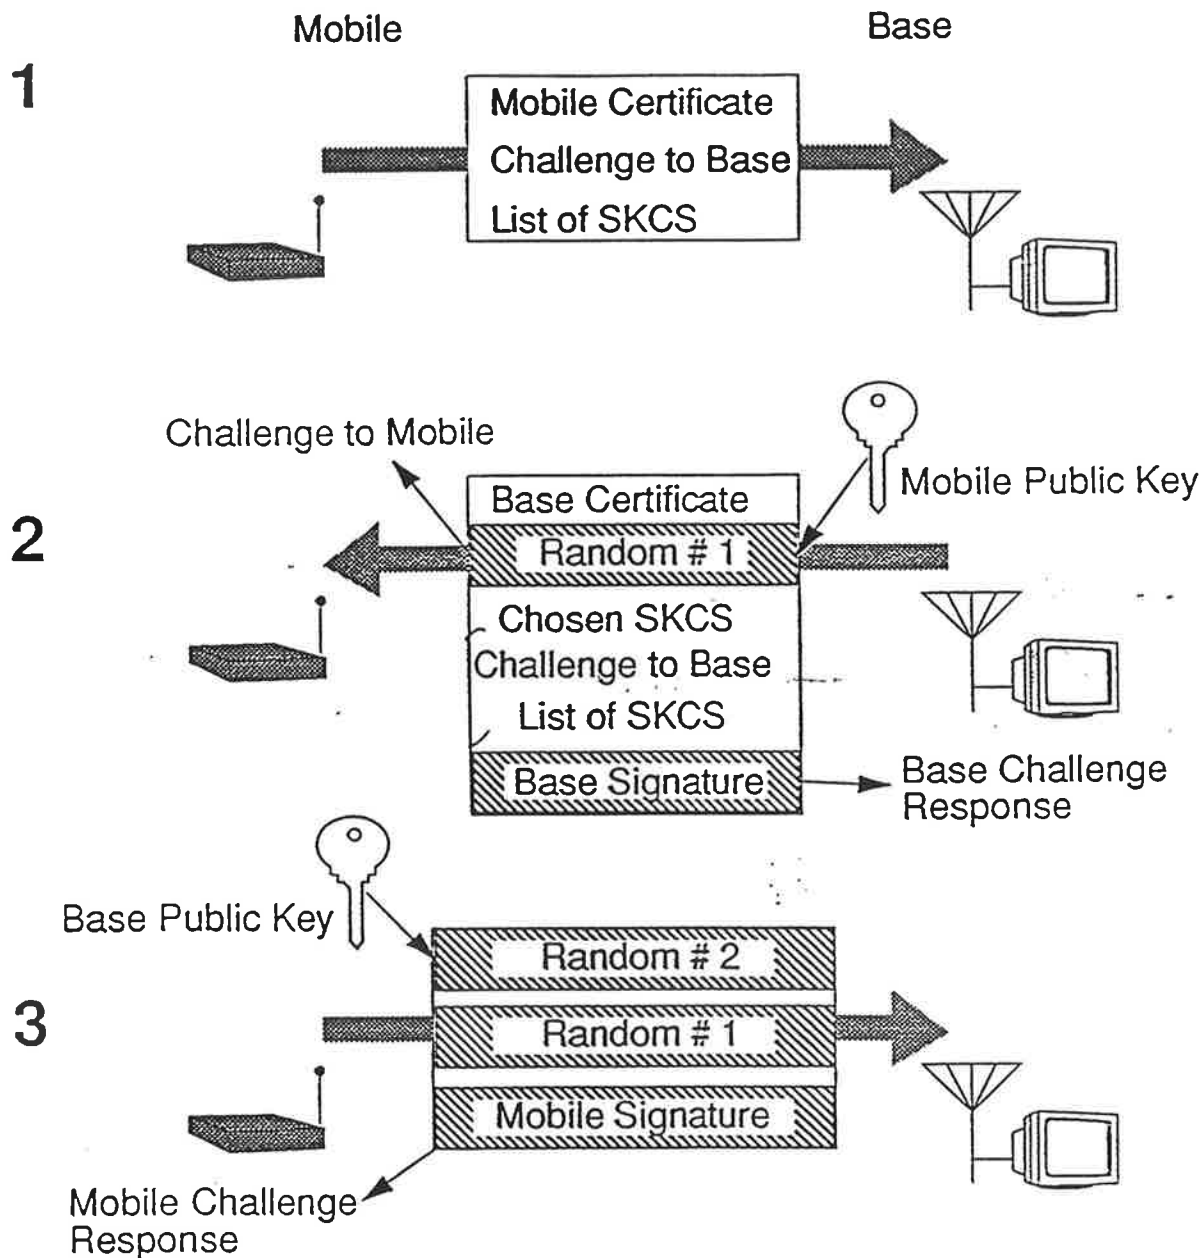 Mobile
Base
1
Mobile Certificate
Challenge to Base
List of SKCS
Challenge to Mobile
Mobile Public Key
2
Base Certificate
Random # 1
Chosen SKCS
Challenge to Base
List of SKCS
Base Signature
Base Challenge
Response
Base Public Key
3
Random # 2
Random # 1
Mobile Signature
Mobile Challenge
Response